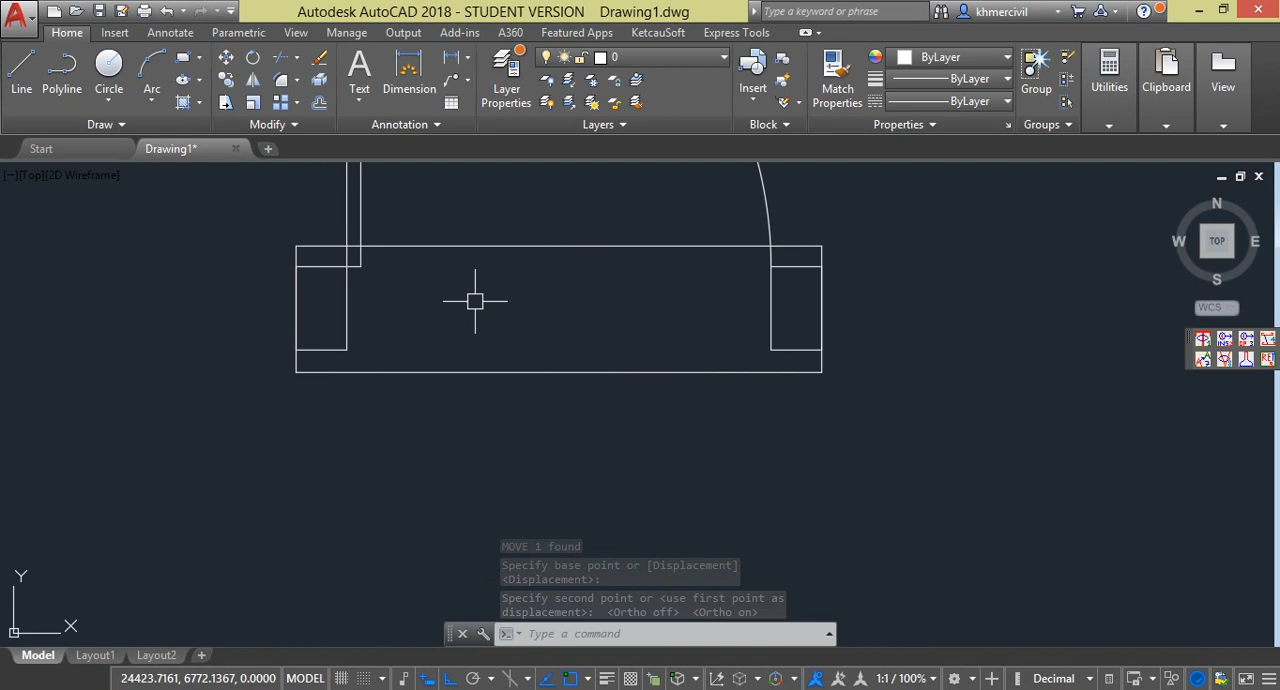 Autodesk AutoCAD 2018 - STUDENT VERSION Drawing1.dwg
Type a keyword or phrase
khmercivil
Home Insert Annotate Parametric View Manage Output Add-ins A360 Featured Apps KetcauSoft Express Tools
Line Polyline Circle Arc
Text Dimension
Layer Properties
0
Insert
Match Properties
ByLayer
ByLayer
ByLayer
Group
Utilities
Clipboard
View
Draw Modify Annotation Layers Block Properties Groups
Start Drawing1*
[−][Top][2D Wireframe]
N
W TOP E
S
WCS
MOVE 1 found
Specify base point or [Displacement]
<Displacement>:
Specify second point or <use first point as
displacement>: <Ortho off> <Ortho on>
Type a command
Y
X
Model Layout1 Layout2
24423.7161, 6772.1367, 0.0000 MODEL 1:1 / 100% Decimal